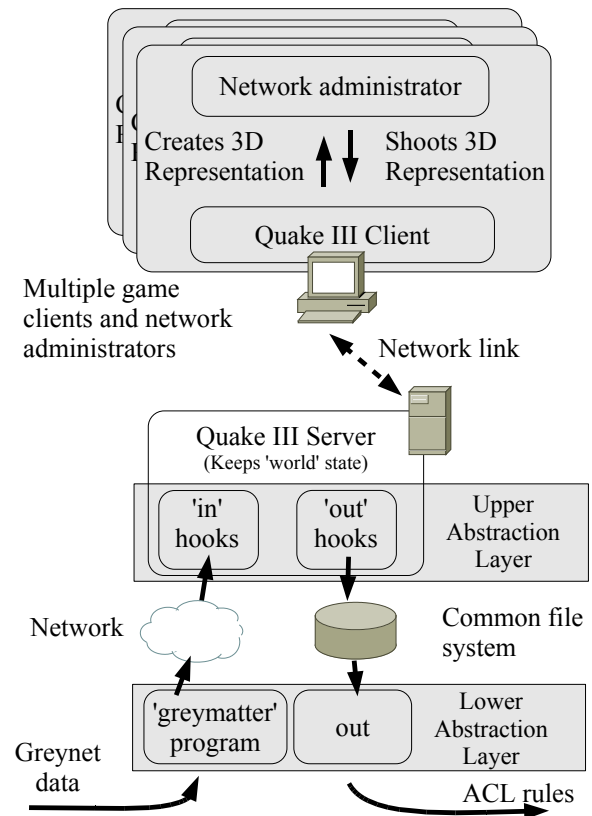 Network administrator
Creates 3D
Representation
Shoots 3D
Representation
Quake III Client
Multiple game
clients and network
administrators
Network link
Quake III Server
(Keeps 'world' state)
'in'
hooks
'out'
hooks
Upper
Abstraction
Layer
Network
Common file
system
'greymatter'
program
out
Lower
Abstraction
Layer
Greynet
data
ACL rules